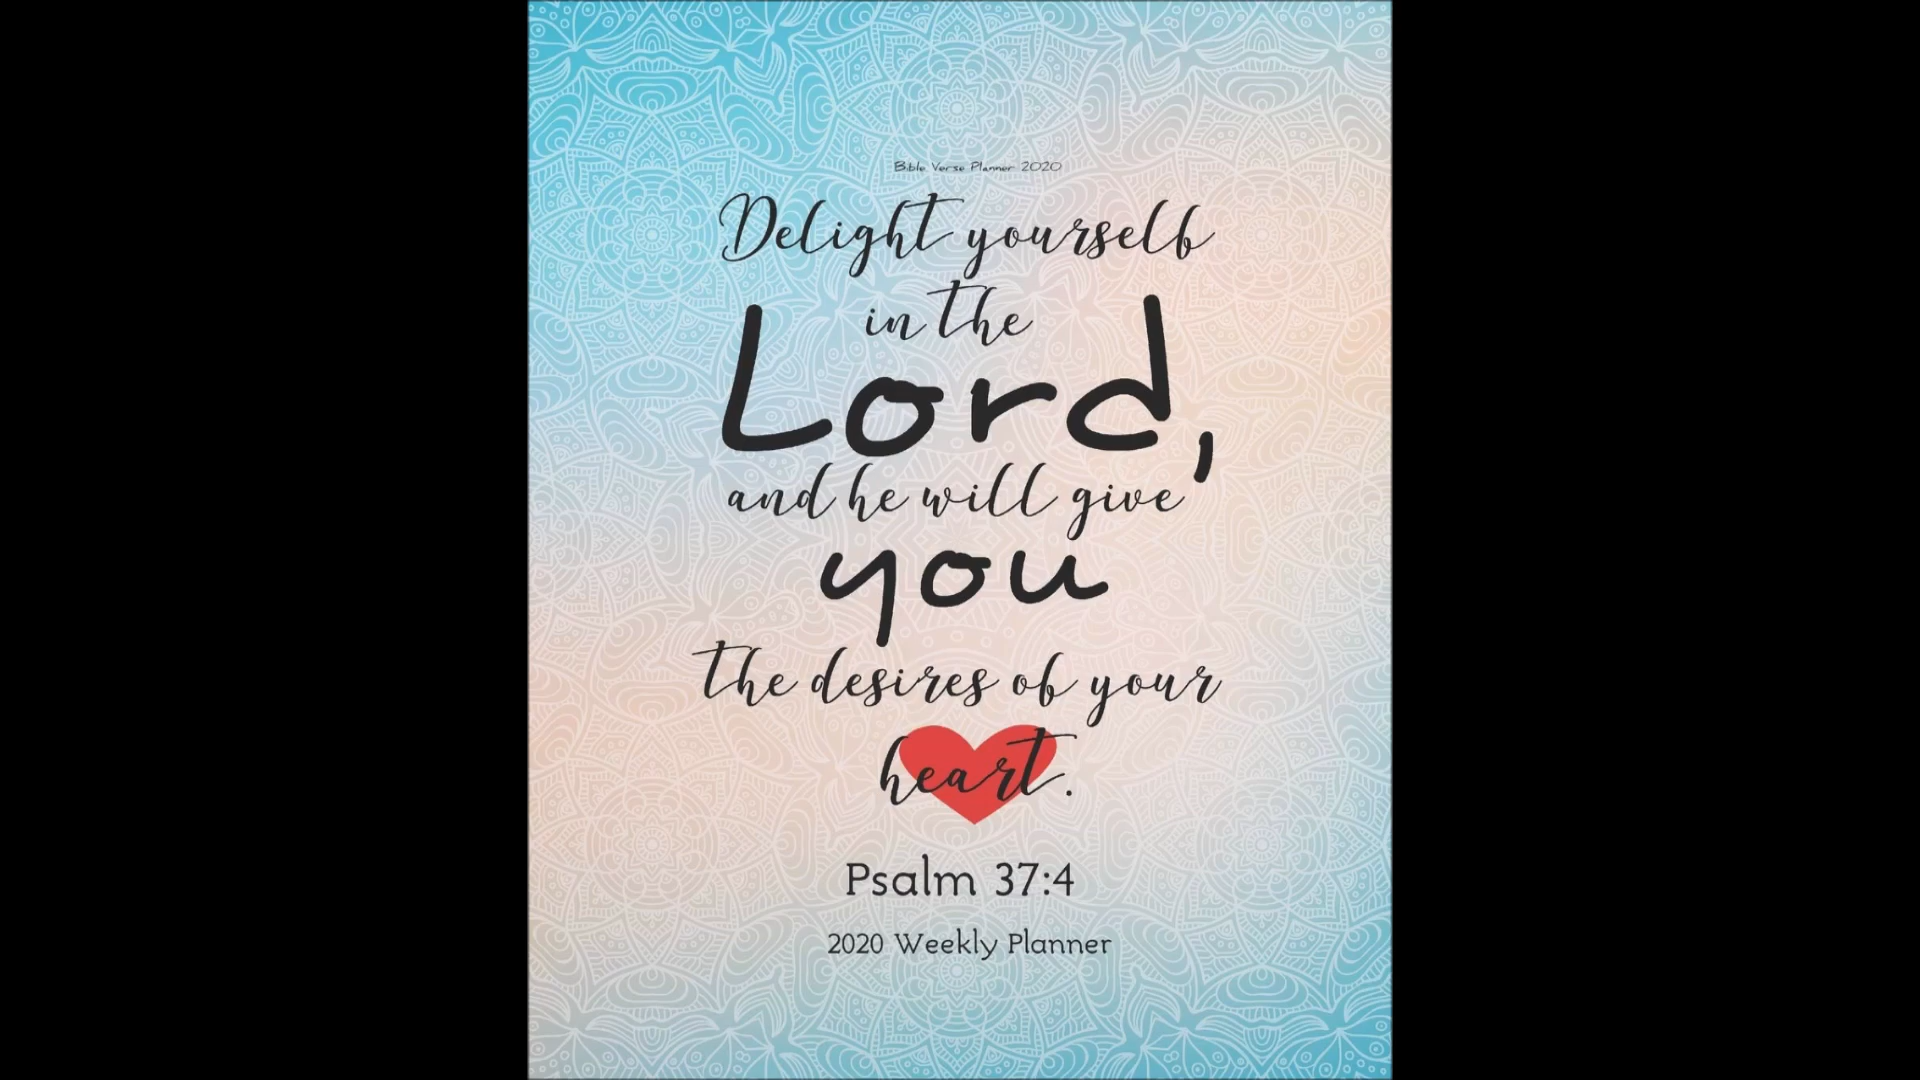 Bible Verse Planner 2020
Delight yourself
in the
Lord,
and he will give
you
the desires of your
heart.
Psalm 37:4
2020 Weekly Planner